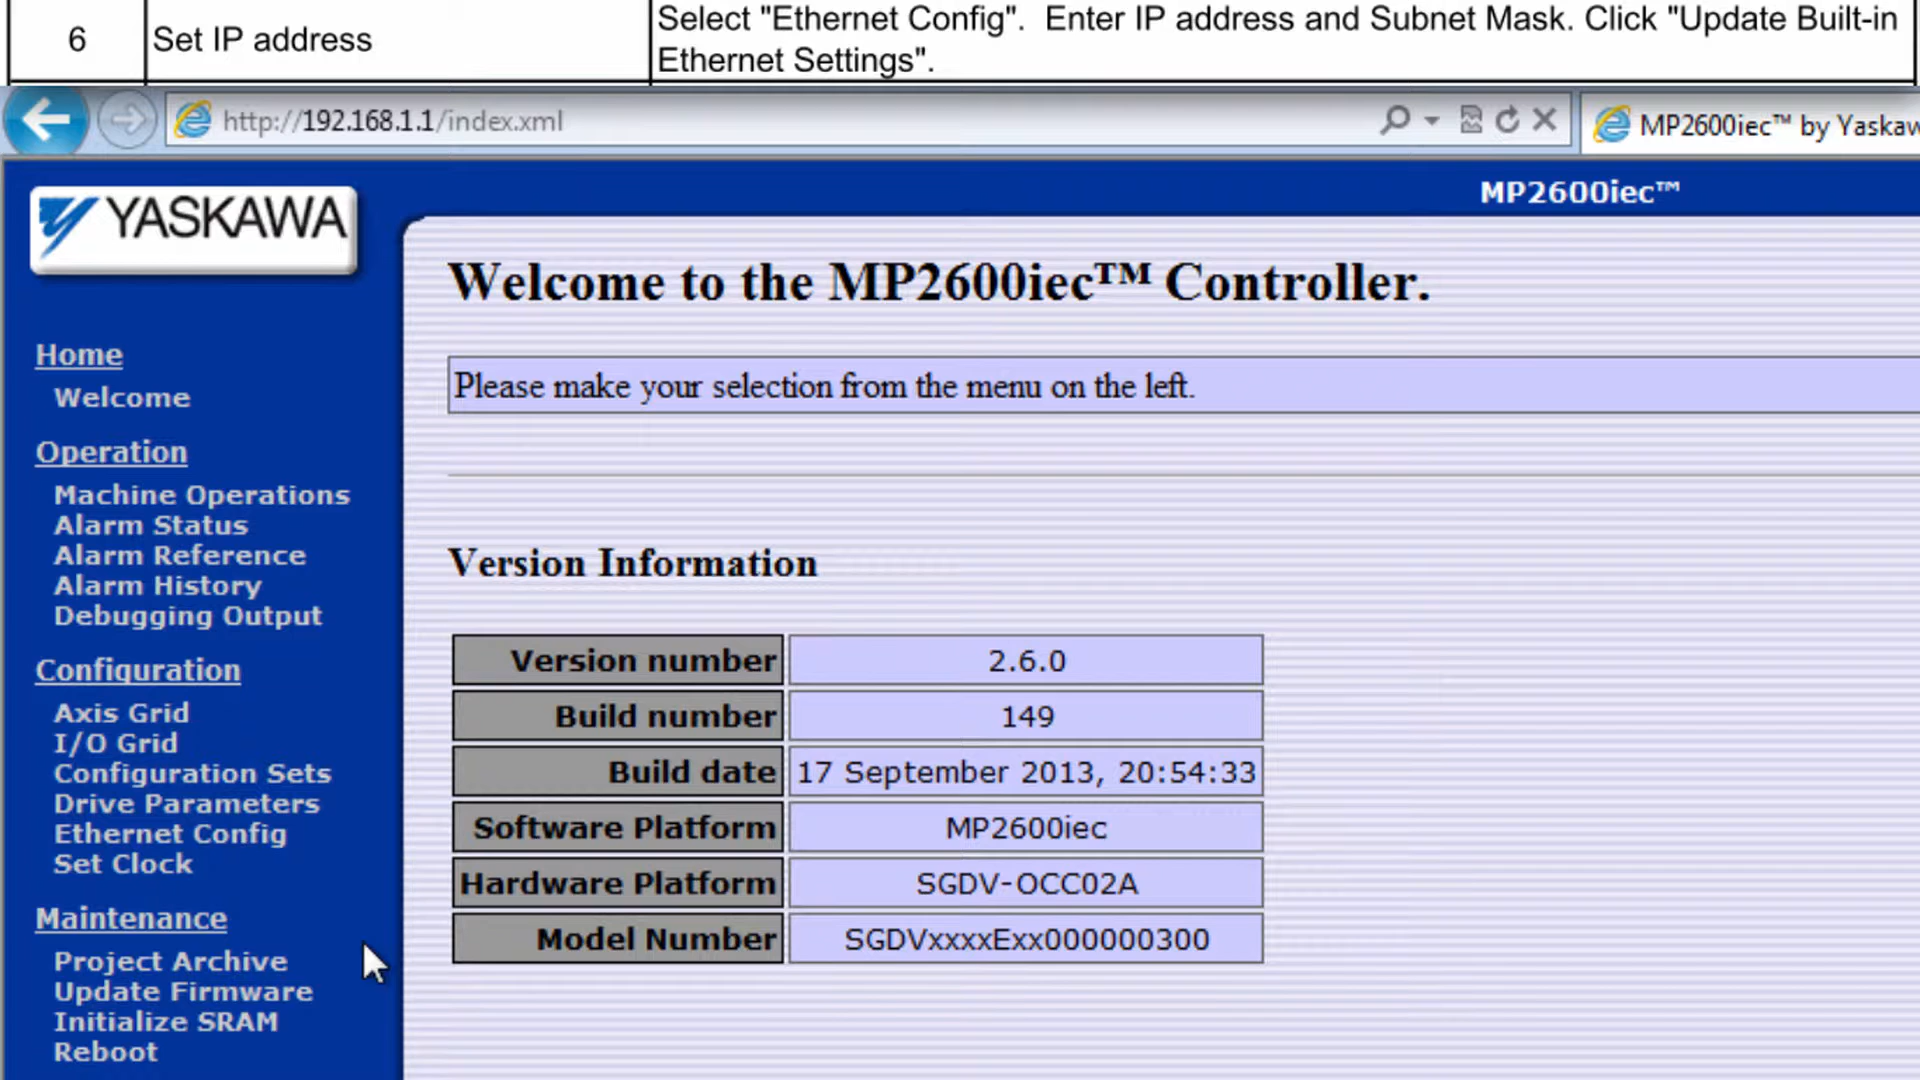 6
Set IP address
Select "Ethernet Config".  Enter IP address and Subnet Mask. Click "Update Built-in
Ethernet Settings".
http://192.168.1.1/index.xml
MP2600iec™ by Yaskaw
YASKAWA
MP2600iec™
Home
Welcome
Operation
Machine Operations
Alarm Status
Alarm Reference
Alarm History
Debugging Output
Configuration
Axis Grid
I/O Grid
Configuration Sets
Drive Parameters
Ethernet Config
Set Clock
Maintenance
Project Archive
Update Firmware
Initialize SRAM
Reboot
Welcome to the MP2600iec™ Controller.
Please make your selection from the menu on the left.
Version Information
Version number 2.6.0
Build number 149
Build date 17 September 2013, 20:54:33
Software Platform MP2600iec
Hardware Platform SGDV-OCC02A
Model Number SGDVxxxxExx000000300